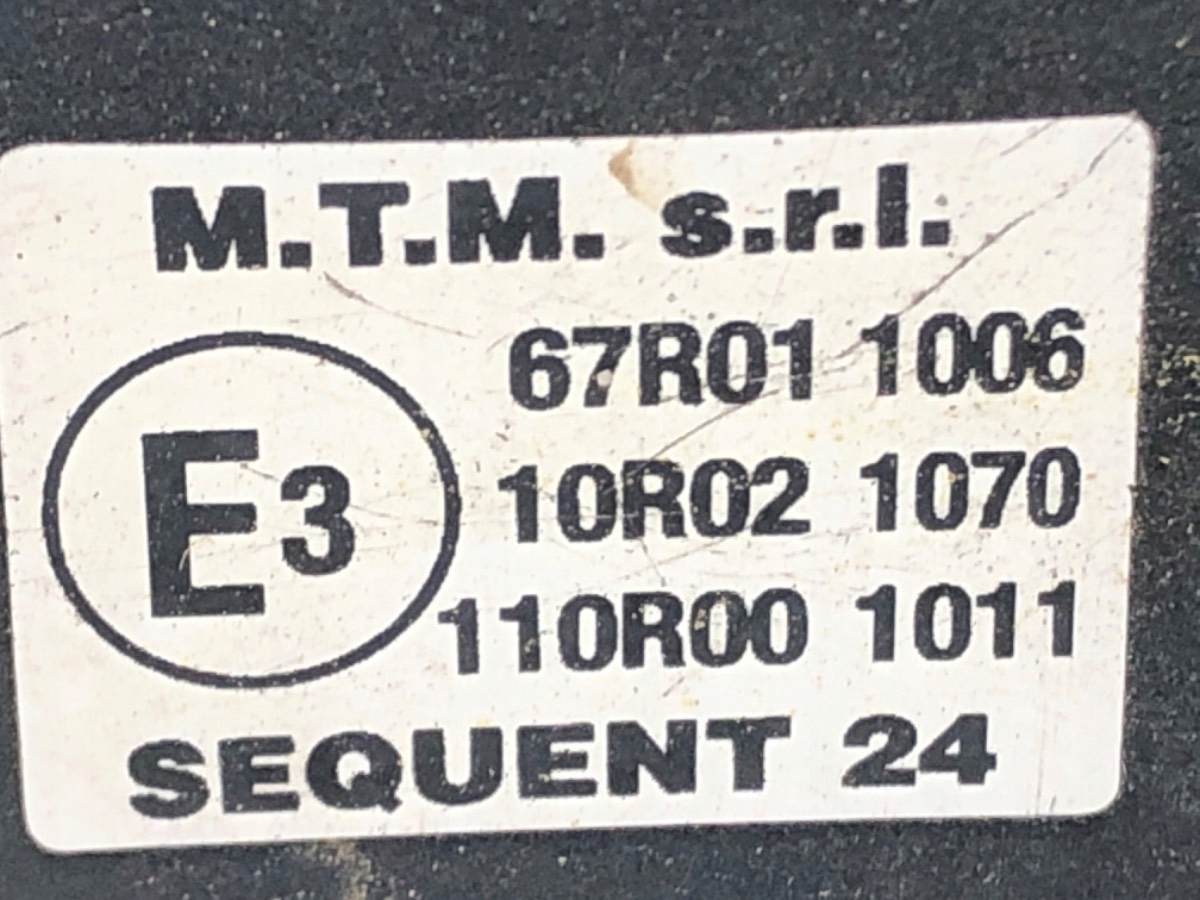 M.T.M. s.r.l.
67R01 1006
E3
10R02 1070
110R00 1011
SEQUENT 24